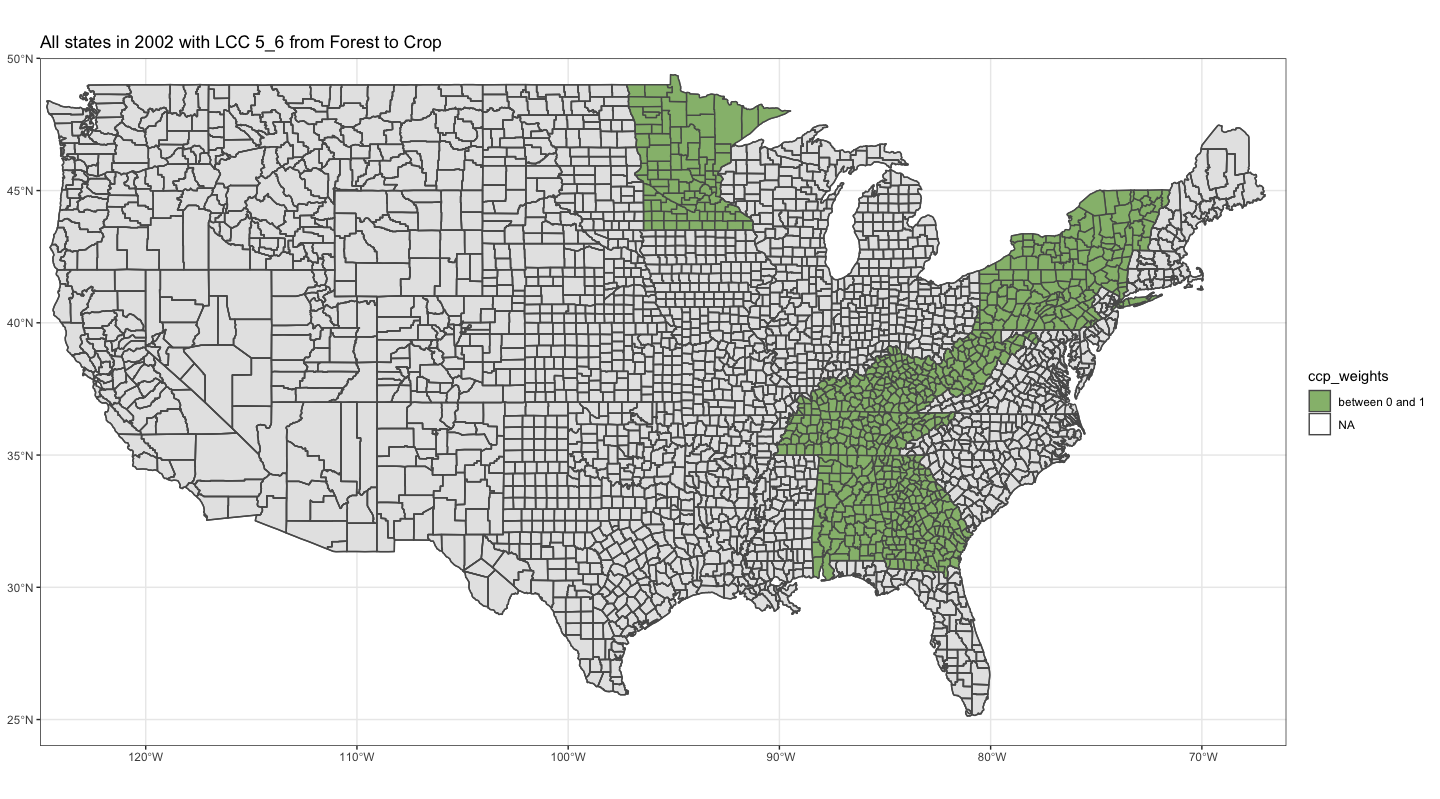 All states in 2002 with LCC 5_6 from Forest to Crop
50°N
45°N
40°N
35°N
30°N
25°N
120°W
110°W
100°W
90°W
80°W
70°W
ccp_weights
between 0 and 1
NA